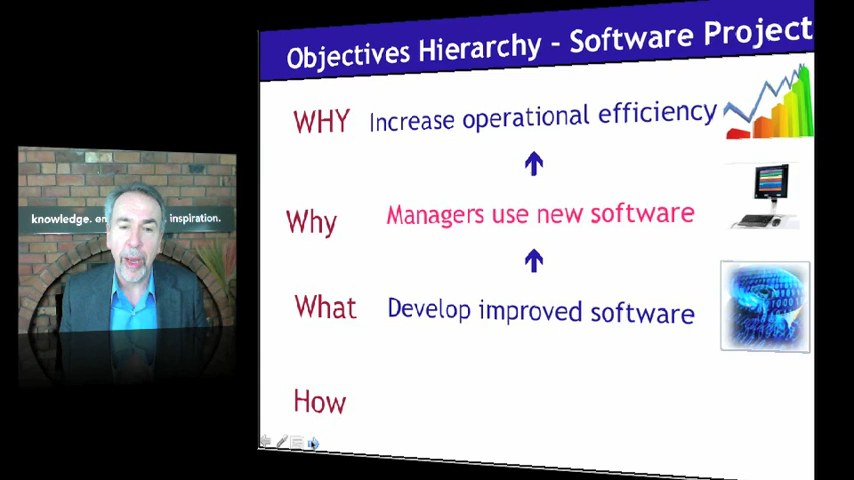 Objectives Hierarchy - Software Project
WHY Increase operational efficiency
Why Managers use new software
What Develop improved software
How
knowledge. en inspiration.